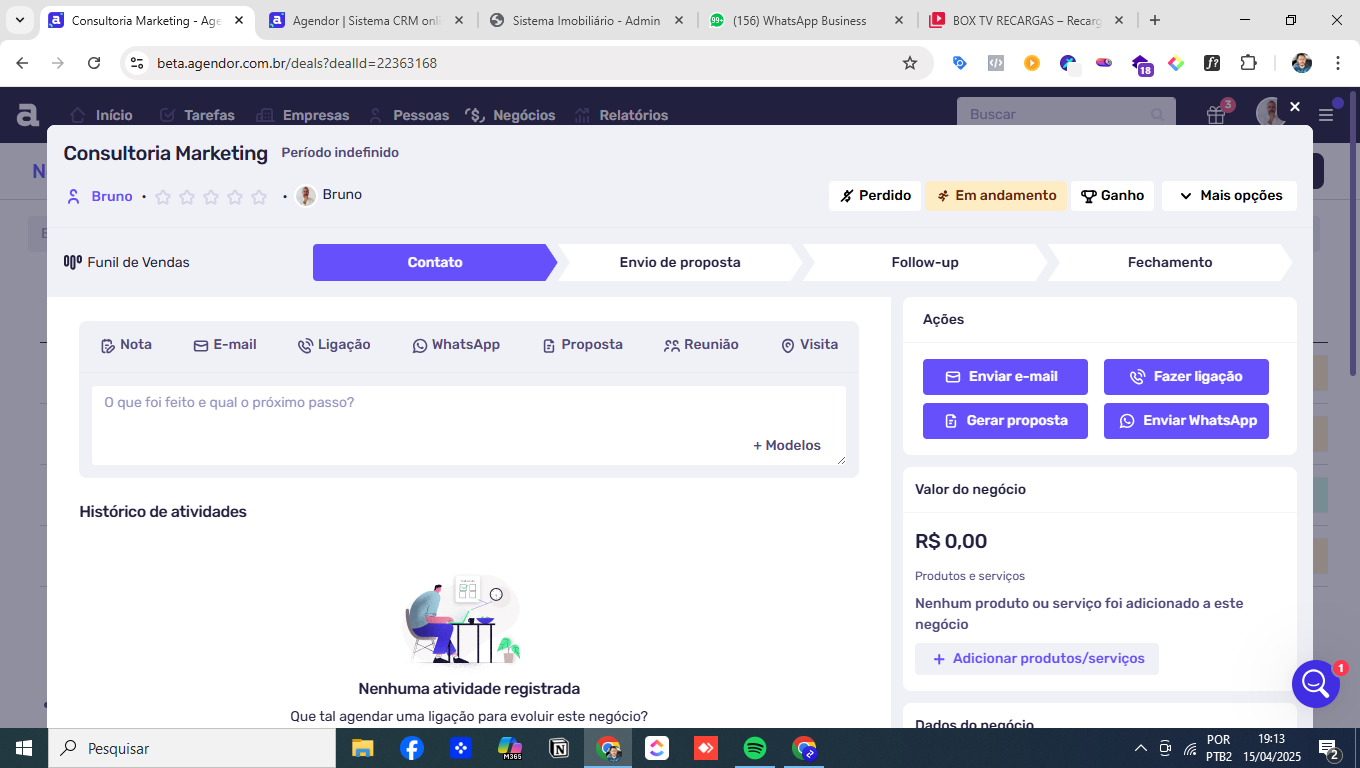 Consultoria Marketing - Age
Agendor | Sistema CRM onli
Sistema Imobiliário - Admin
(156) WhatsApp Business
BOX TV RECARGAS – Recarg
beta.agendor.com.br/deals?dealId=22363168
18
a
Início
Tarefas
Empresas
Pessoas
Negócios
Relatórios
Buscar
3
Consultoria Marketing
Período indefinido
Bruno
Bruno
Perdido
Em andamento
Ganho
Mais opções
Funil de Vendas
Contato
Envio de proposta
Follow-up
Fechamento
Nota
E-mail
Ligação
WhatsApp
Proposta
Reunião
Visita
O que foi feito e qual o próximo passo?
+ Modelos
Histórico de atividades
Nenhuma atividade registrada
Que tal agendar uma ligação para evoluir este negócio?
Ações
Enviar e-mail
Fazer ligação
Gerar proposta
Enviar WhatsApp
Valor do negócio
R$ 0,00
Produtos e serviços
Nenhum produto ou serviço foi adicionado a este
negócio
+ Adicionar produtos/serviços
1
Dados do negócio
Pesquisar
M365
POR
PTB2
19:13
15/04/2025
2